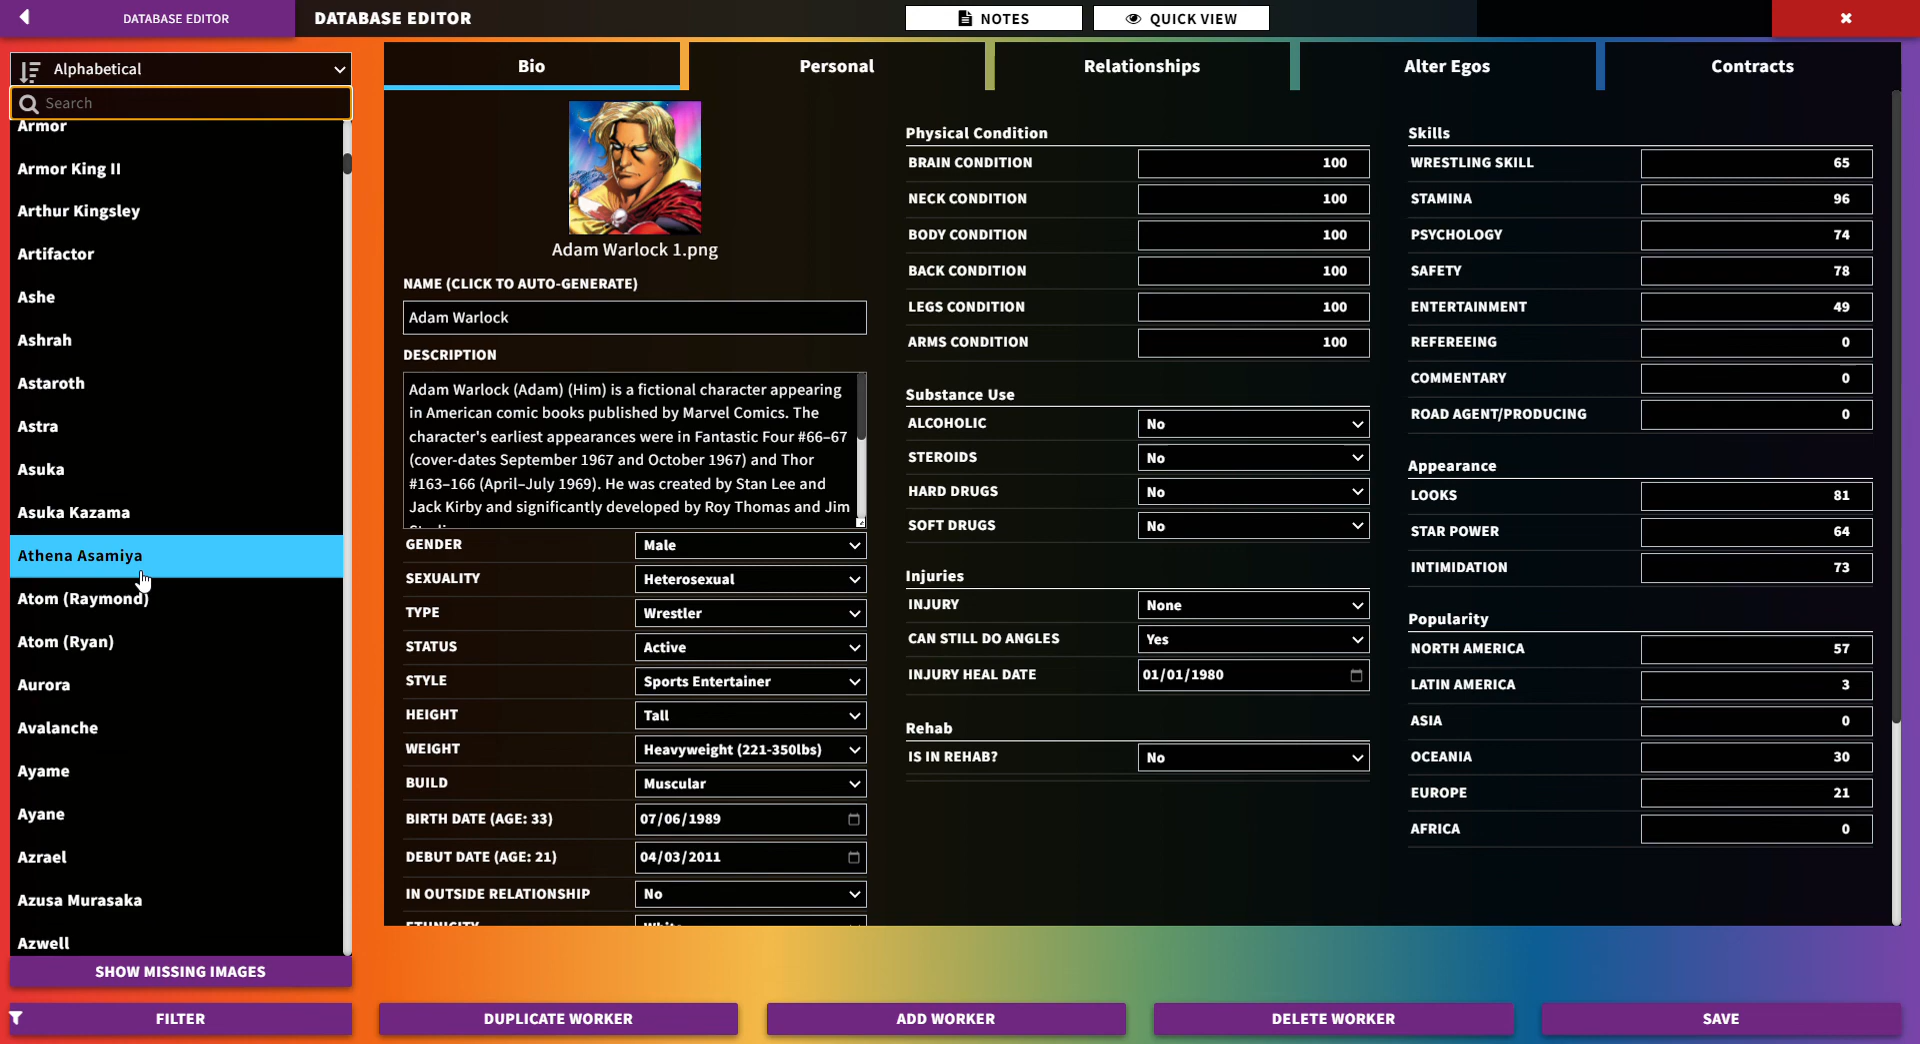 DATABASE EDITOR
DATABASE EDITOR
NOTES
QUICK VIEW
Alphabetical
Search
Armor
Armor King II
Arthur Kingsley
Artifactor
Ashe
Ashrah
Astaroth
Astra
Asuka
Asuka Kazama
Athena Asamiya
Atom (Raymond)
Atom (Ryan)
Aurora
Avalanche
Ayame
Ayane
Azrael
Azusa Murasaka
Azwell
SHOW MISSING IMAGES
FILTER
Bio
Personal
Relationships
Alter Egos
Contracts
Adam Warlock 1.png
NAME (CLICK TO AUTO-GENERATE)
Adam Warlock
DESCRIPTION
Adam Warlock (Adam) (Him) is a fictional character appearing
in American comic books published by Marvel Comics. The
character's earliest appearances were in Fantastic Four #66–67
(cover-dates September 1967 and October 1967) and Thor
#163–166 (April–July 1969). He was created by Stan Lee and
Jack Kirby and significantly developed by Roy Thomas and Jim
GENDER Male
SEXUALITY Heterosexual
TYPE Wrestler
STATUS Active
STYLE Sports Entertainer
HEIGHT Tall
WEIGHT Heavyweight (221-350lbs)
BUILD Muscular
BIRTH DATE (AGE: 33) 07/06/1989
DEBUT DATE (AGE: 21) 04/03/2011
IN OUTSIDE RELATIONSHIP No
ETHNICITY White
Physical Condition
BRAIN CONDITION 100
NECK CONDITION 100
BODY CONDITION 100
BACK CONDITION 100
LEGS CONDITION 100
ARMS CONDITION 100
Substance Use
ALCOHOLIC No
STEROIDS No
HARD DRUGS No
SOFT DRUGS No
Injuries
INJURY None
CAN STILL DO ANGLES Yes
INJURY HEAL DATE 01/01/1980
Rehab
IS IN REHAB? No
Skills
WRESTLING SKILL 65
STAMINA 96
PSYCHOLOGY 74
SAFETY 78
ENTERTAINMENT 49
REFEREEING 0
COMMENTARY 0
ROAD AGENT/PRODUCING 0
Appearance
LOOKS 81
STAR POWER 64
INTIMIDATION 73
Popularity
NORTH AMERICA 57
LATIN AMERICA 3
ASIA 0
OCEANIA 30
EUROPE 21
AFRICA 0
DUPLICATE WORKER
ADD WORKER
DELETE WORKER
SAVE